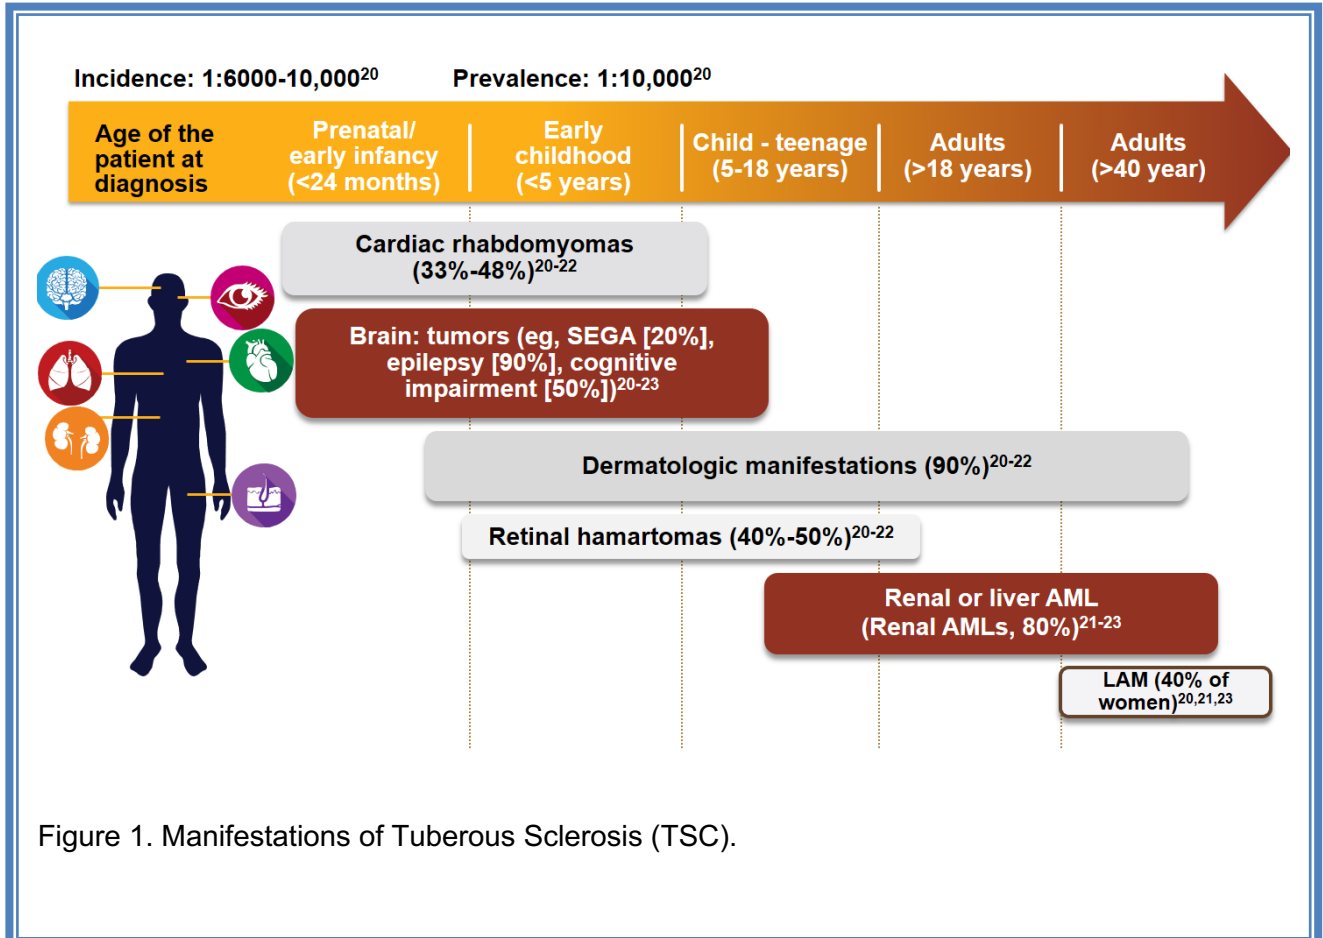 Incidence: 1:6000-10,000²⁰
Prevalence: 1:10,000²⁰
Age of the
patient at
diagnosis
Prenatal/
early infancy
(<24 months)
Early
childhood
(<5 years)
Child - teenage
(5-18 years)
Adults
(>18 years)
Adults
(>40 year)
Cardiac rhabdomyomas
(33%-48%)²⁰⁻²²
Brain: tumors (eg, SEGA [20%],
epilepsy [90%], cognitive
impairment [50%])²⁰⁻²³
Dermatologic manifestations (90%)²⁰⁻²²
Retinal hamartomas (40%-50%)²⁰⁻²²
Renal or liver AML
(Renal AMLs, 80%)²¹⁻²³
LAM (40% of
women)²⁰,²¹,²³
Figure 1. Manifestations of Tuberous Sclerosis (TSC).